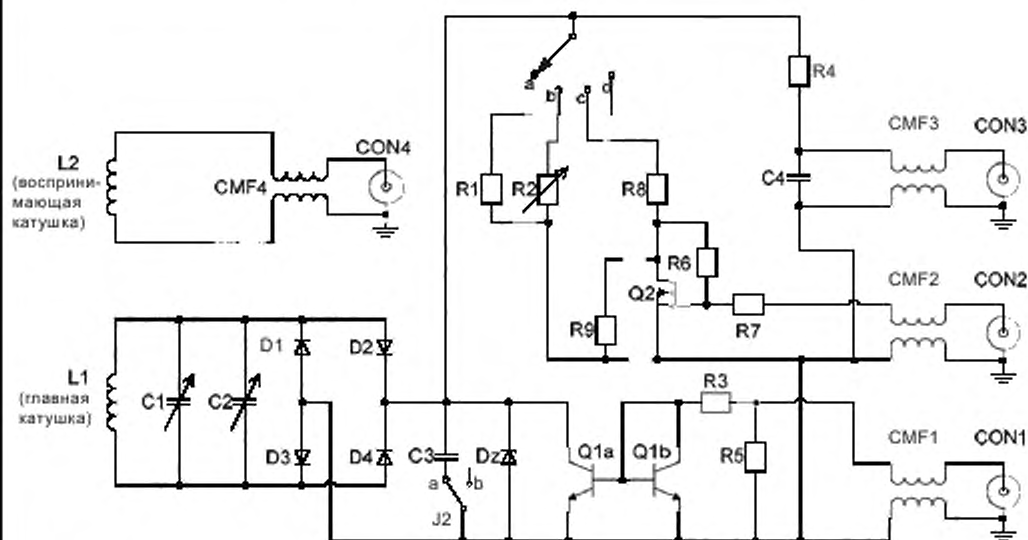 a
b
c
d
R4
CMF3
CON3
L2
(восприни-
мающая
катушка)
CMF4
CON4
R1
R2
R8
C4
R6
Q2
R7
CMF2
CON2
R9
L1
(главная
катушка)
C1
C2
D1
D2
D3
D4
C3
Dz
a
b
J2
Q1a
Q1b
R3
R5
CMF1
CON1